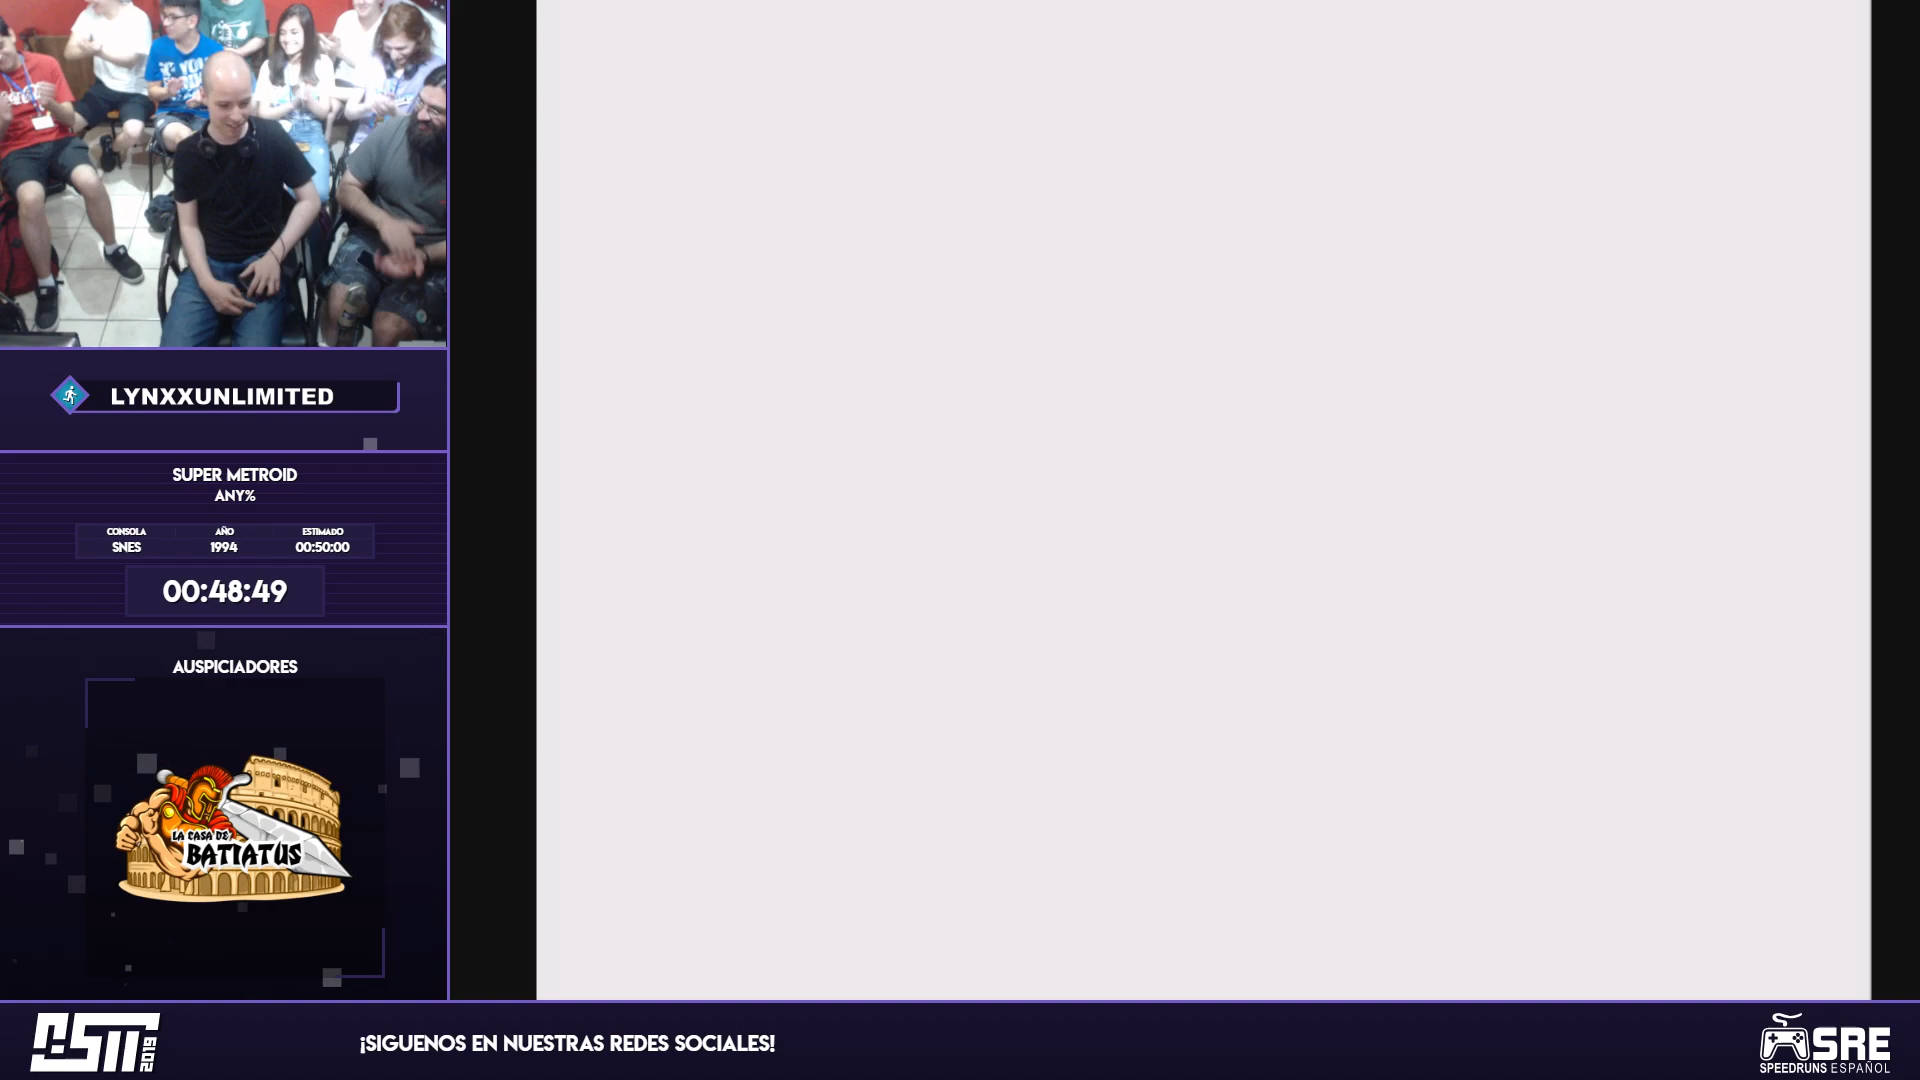 LYNXXUNLIMITED
SUPER METROID
ANY%
CONSOLA AÑO ESTIMADO
SNES 1994 00:50:00
00:48:49
AUSPICIADORES
LA CASA DE
BATIATUS
2019
¡SIGUENOS EN NUESTRAS REDES SOCIALES!
SRE
SPEEDRUNS ESPAÑOL